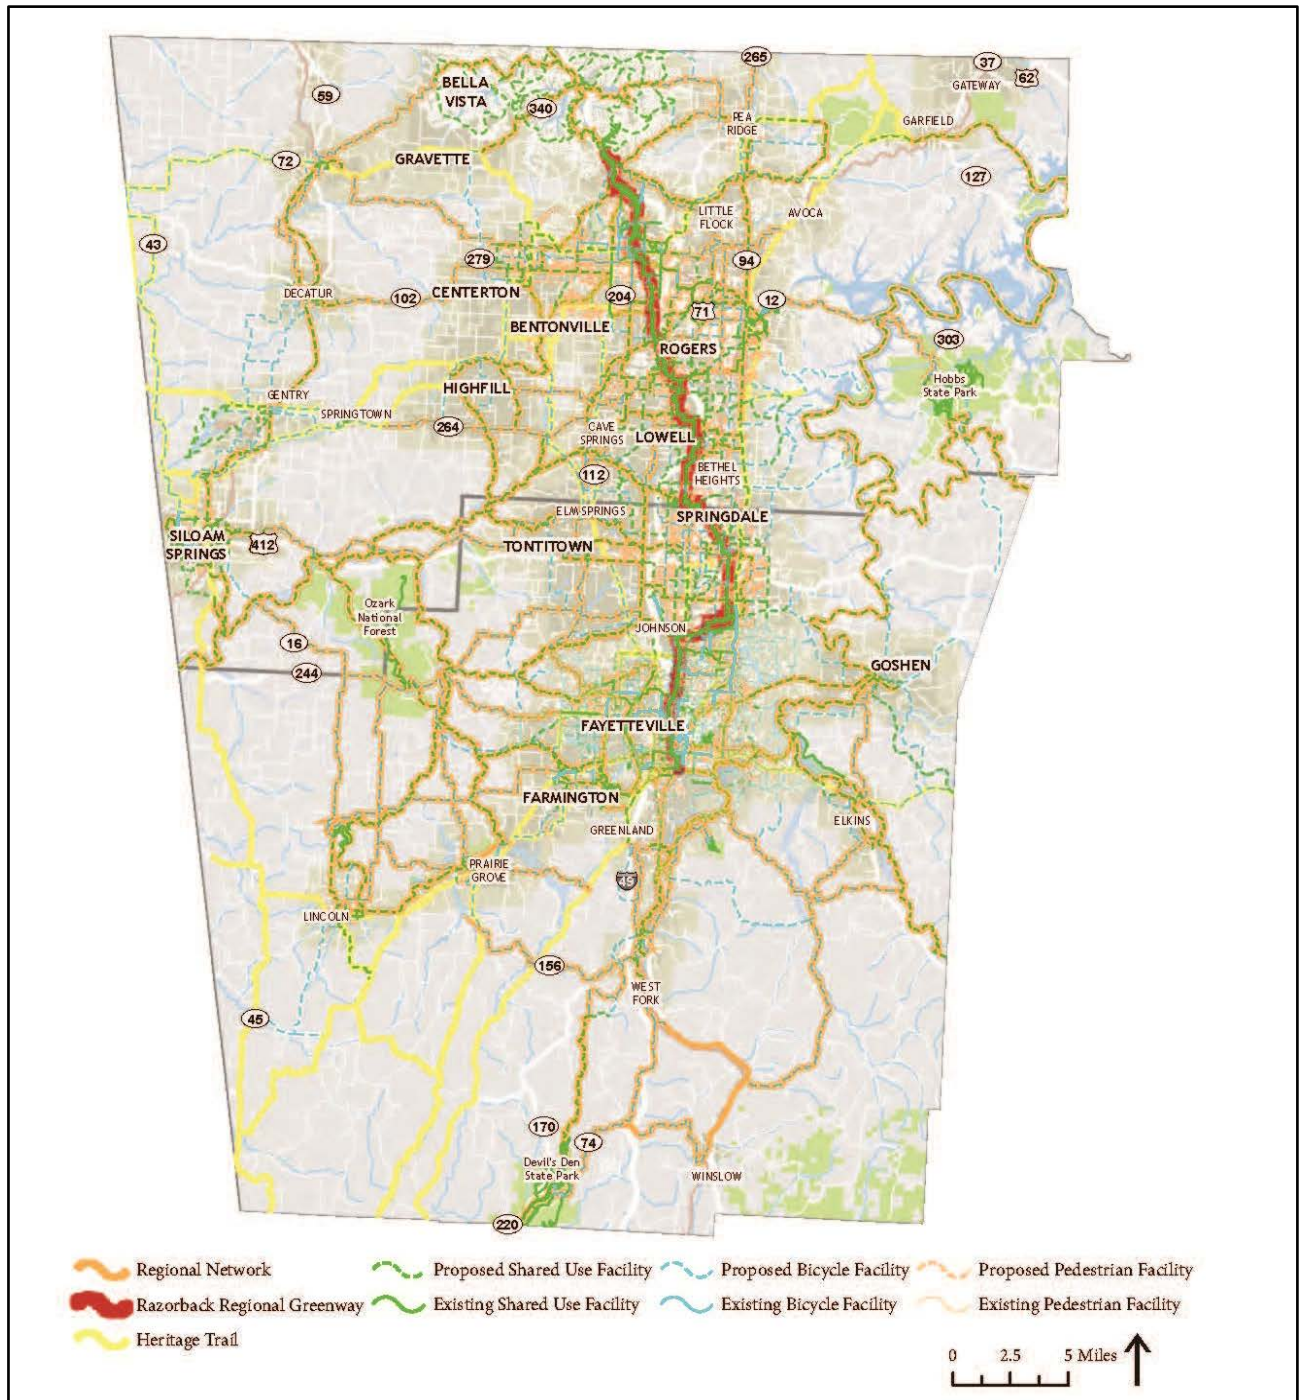 265
37
62
GATEWAY
BELLA
VISTA
59
340
PEA
RIDGE
GARFIELD
72
GRAVETTE
127
LITTLE
FLOCK
AVOCA
43
279
94
DECATUR
102
CENTERTON
204
12
71
BENTONVILLE
303
ROGERS
Hobbs
State Park
HIGHFILL
GENTRY
SPRINGTOWN
264
CAVE
SPRINGS
LOWELL
112
BETHEL
HEIGHTS
ELM SPRINGS
SPRINGDALE
SILOAM
SPRINGS
412
TONTITOWN
Ozark
National
Forest
JOHNSON
16
244
GOSHEN
FAYETTEVILLE
FARMINGTON
GREENLAND
ELKINS
PRAIRIE
GROVE
LINCOLN
156
WEST
FORK
45
170
74
Devil's Den
State Park
WINSLOW
220
Regional Network
Proposed Shared Use Facility
Proposed Bicycle Facility
Proposed Pedestrian Facility
Razorback Regional Greenway
Existing Shared Use Facility
Existing Bicycle Facility
Existing Pedestrian Facility
Heritage Trail
0 2.5 5 Miles